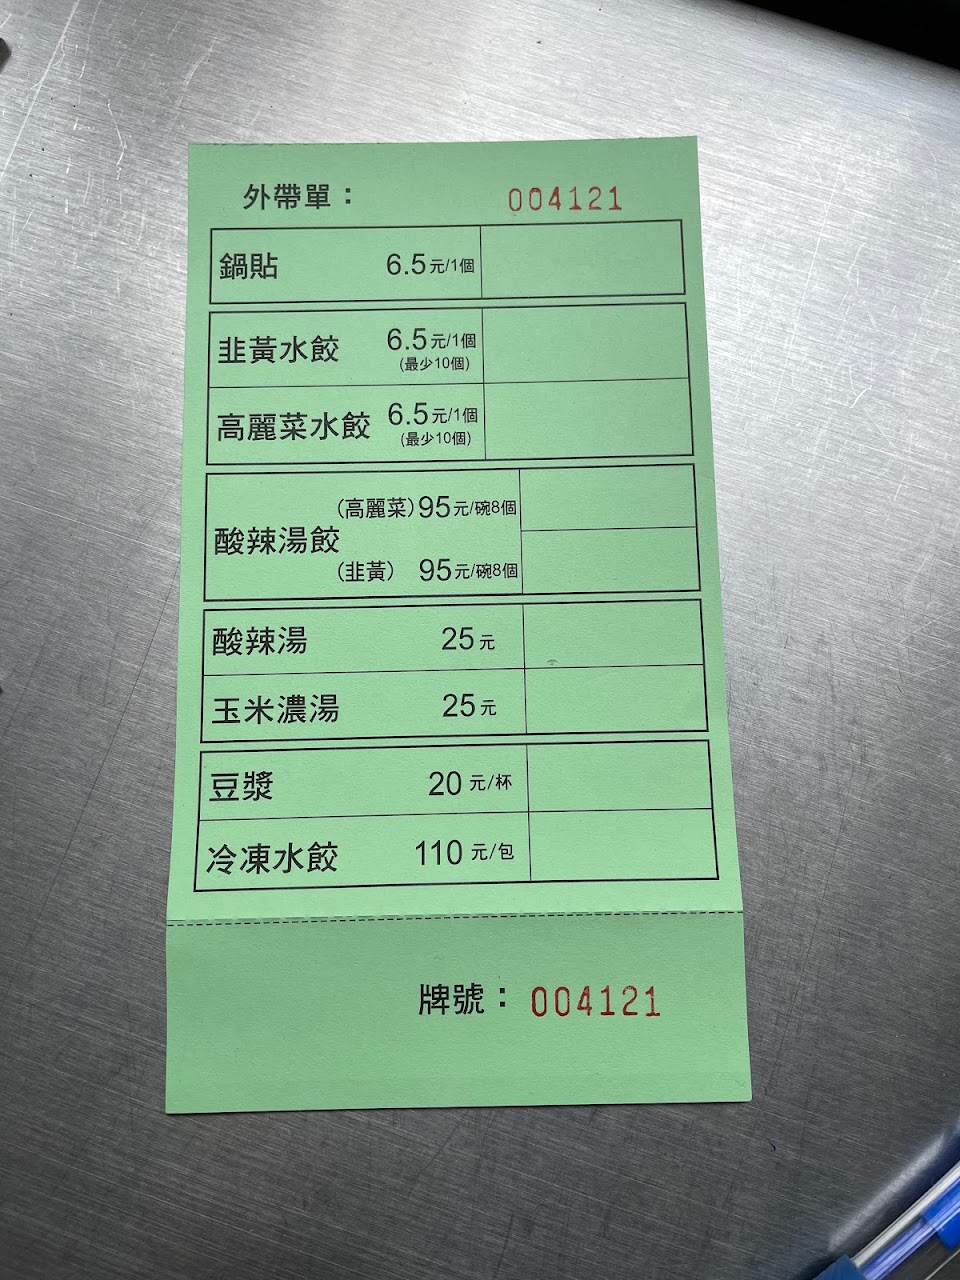 外帶單： 004121
鍋貼 6.5元/1個
韭黃水餃 6.5元/1個
(最少10個)
高麗菜水餃 6.5元/1個
(最少10個)
(高麗菜)95元/碗8個
酸辣湯餃
(韭黃) 95元/碗8個
酸辣湯 25元
玉米濃湯 25元
豆漿 20元/杯
冷凍水餃 110元/包
牌號：004121